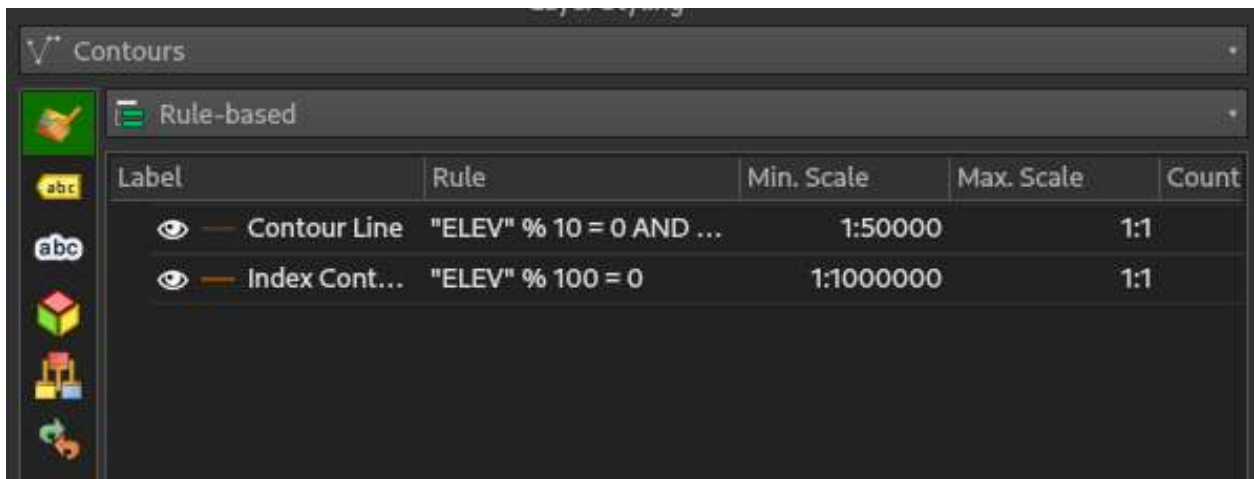 Contours
Rule-based
Label Rule Min. Scale Max. Scale Count
abc
Contour Line "ELEV" % 10 = 0 AND ... 1:50000 1:1
abc
Index Cont... "ELEV" % 100 = 0 1:1000000 1:1